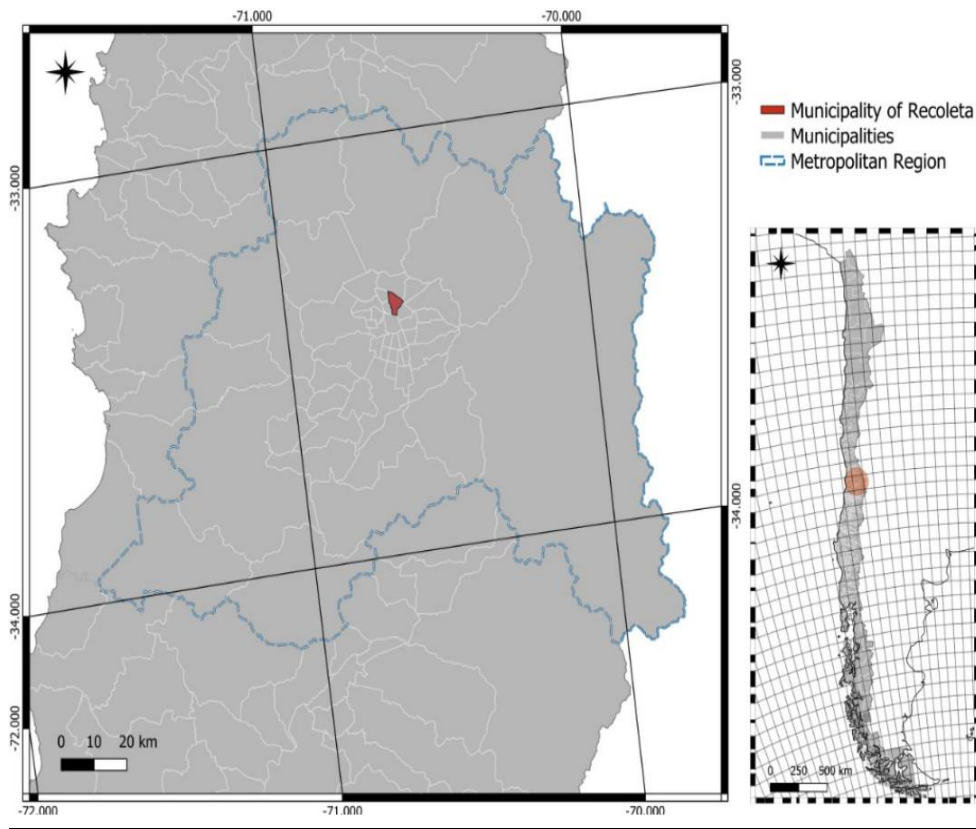 -71.000
-70.000
-33.000
-33.000
-34.000
-34.000
-72.000
0 10 20 km
-72.000
-71.000
-70.000
Municipality of Recoleta
Municipalities
Metropolitan Region
0 250 500 km